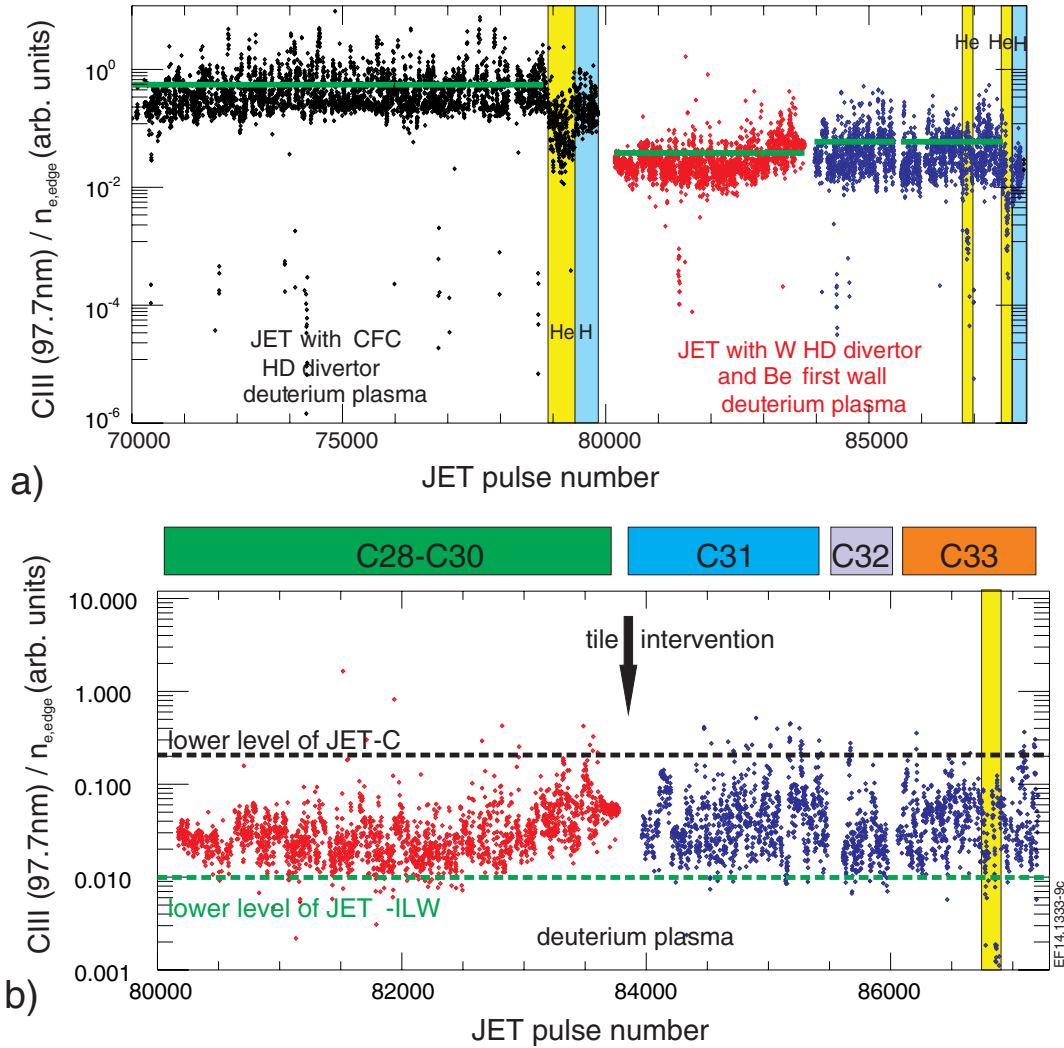 CIII (97.7nm) / n e,edge (arb. units)
10^0
10^-2
10^-4
10^-6
He
He
H
He
H
JET with CFC
HD divertor
deuterium plasma
JET with W HD divertor
and Be first wall
deuterium plasma
70000
75000
80000
85000
JET pulse number
a)
C28-C30
C31
C32
C33
CIII (97.7nm) / n e,edge (arb. units)
10.000
1.000
0.100
0.010
0.001
tile intervention
lower level of JET-C
lower level of JET -ILW
deuterium plasma
80000
82000
84000
86000
JET pulse number
b)
EF14.1333-9c